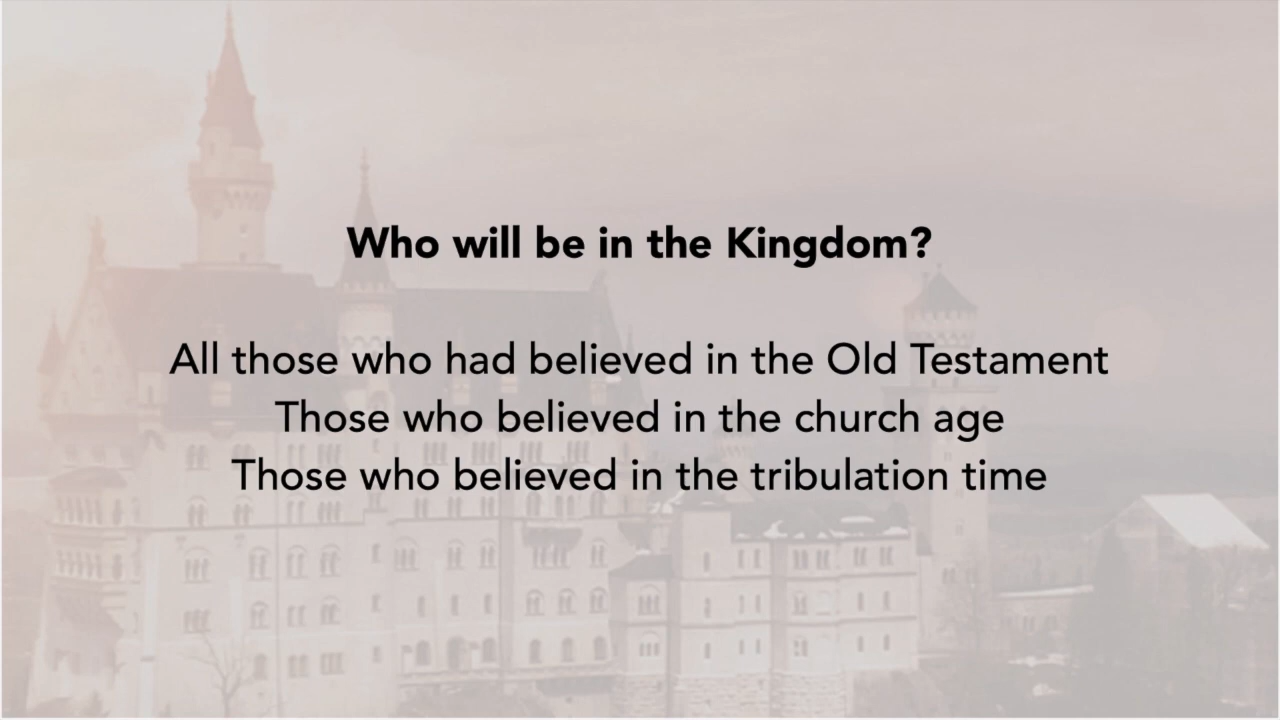 Who will be in the Kingdom?
All those who had believed in the Old Testament
Those who believed in the church age
Those who believed in the tribulation time